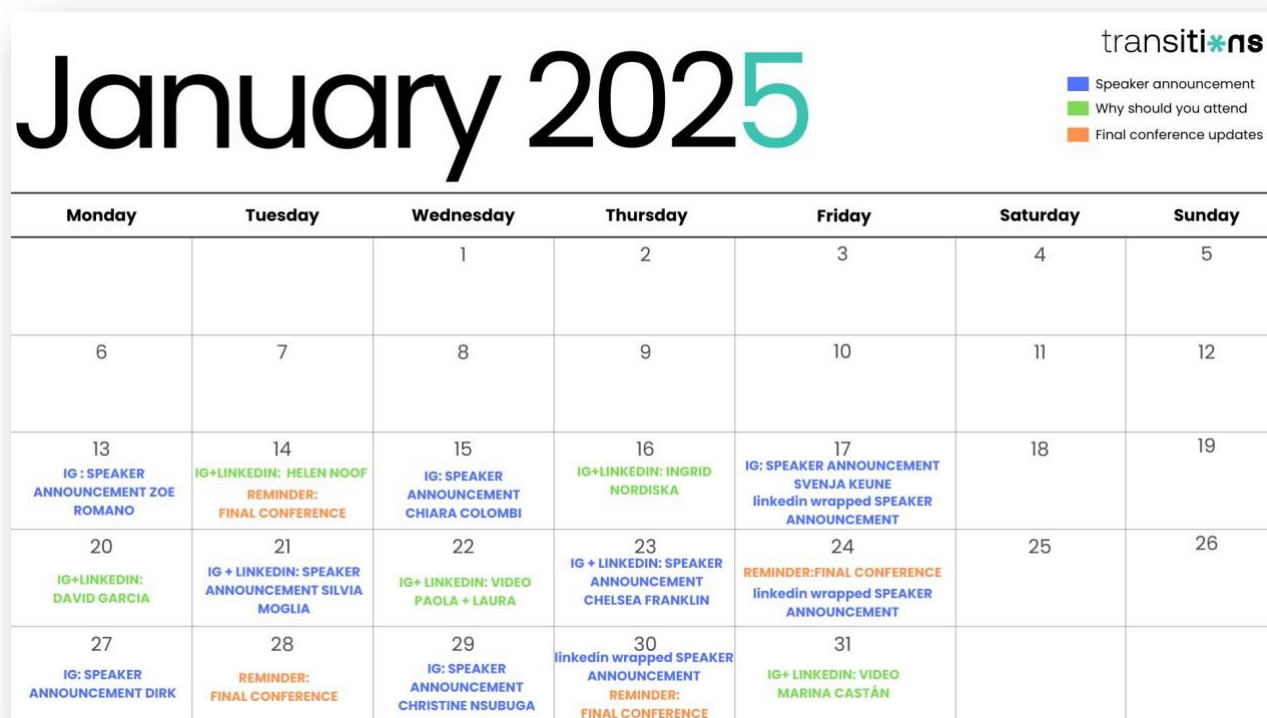 transiti*ns
January 2025
Speaker announcement
Why should you attend
Final conference updates
Monday Tuesday Wednesday Thursday Friday Saturday Sunday
1 2 3 4 5
6 7 8 9 10 11 12
13
IG : SPEAKER
ANNOUNCEMENT ZOE
ROMANO
14
IG+LINKEDIN: HELEN NOOF
REMINDER:
FINAL CONFERENCE
15
IG: SPEAKER
ANNOUNCEMENT
CHIARA COLOMBI
16
IG+LINKEDIN: INGRID
NORDISKA
17
IG: SPEAKER ANNOUNCEMENT
SVENJA KEUNE
linkedin wrapped SPEAKER
ANNOUNCEMENT
18
19
20
IG+LINKEDIN:
DAVID GARCIA
21
IG + LINKEDIN: SPEAKER
ANNOUNCEMENT SILVIA
MOGLIA
22
IG+ LINKEDIN: VIDEO
PAOLA + LAURA
23
IG + LINKEDIN: SPEAKER
ANNOUNCEMENT
CHELSEA FRANKLIN
24
REMINDER:FINAL CONFERENCE
linkedin wrapped SPEAKER
ANNOUNCEMENT
25
26
27
IG: SPEAKER
ANNOUNCEMENT DIRK
28
REMINDER:
FINAL CONFERENCE
29
IG: SPEAKER
ANNOUNCEMENT
CHRISTINE NSUBUGA
30
linkedin wrapped SPEAKER
ANNOUNCEMENT
REMINDER:
FINAL CONFERENCE
31
IG+ LINKEDIN: VIDEO
MARINA CASTÁN